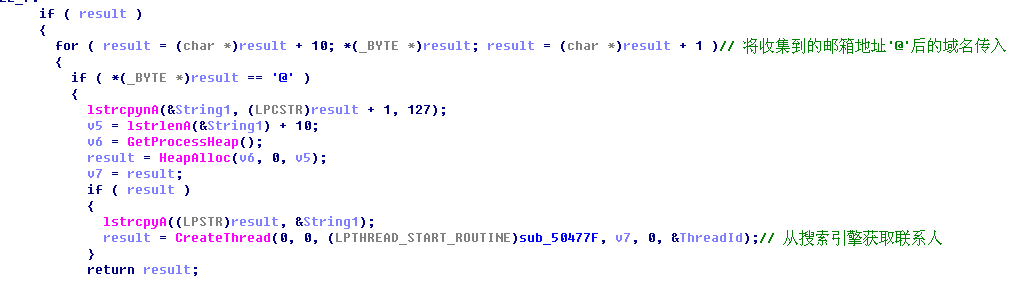 if ( result )
{
for ( result = (char *)result + 10; *(_BYTE *)result; result = (char *)result + 1 )// 将收集到的邮箱地址'@'后的域名传入
{
if ( *(_BYTE *)result == '@' )
{
lstrcpynA(&String1, (LPCSTR)result + 1, 127);
v5 = lstrlenA(&String1) + 10;
v6 = GetProcessHeap();
result = HeapAlloc(v6, 0, v5);
v7 = result;
if ( result )
{
lstrcpyA((LPSTR)result, &String1);
result = CreateThread(0, 0, (LPTHREAD_START_ROUTINE)sub_50477F, v7, 0, &ThreadId);// 从搜索引擎获取联系人
}
return result;